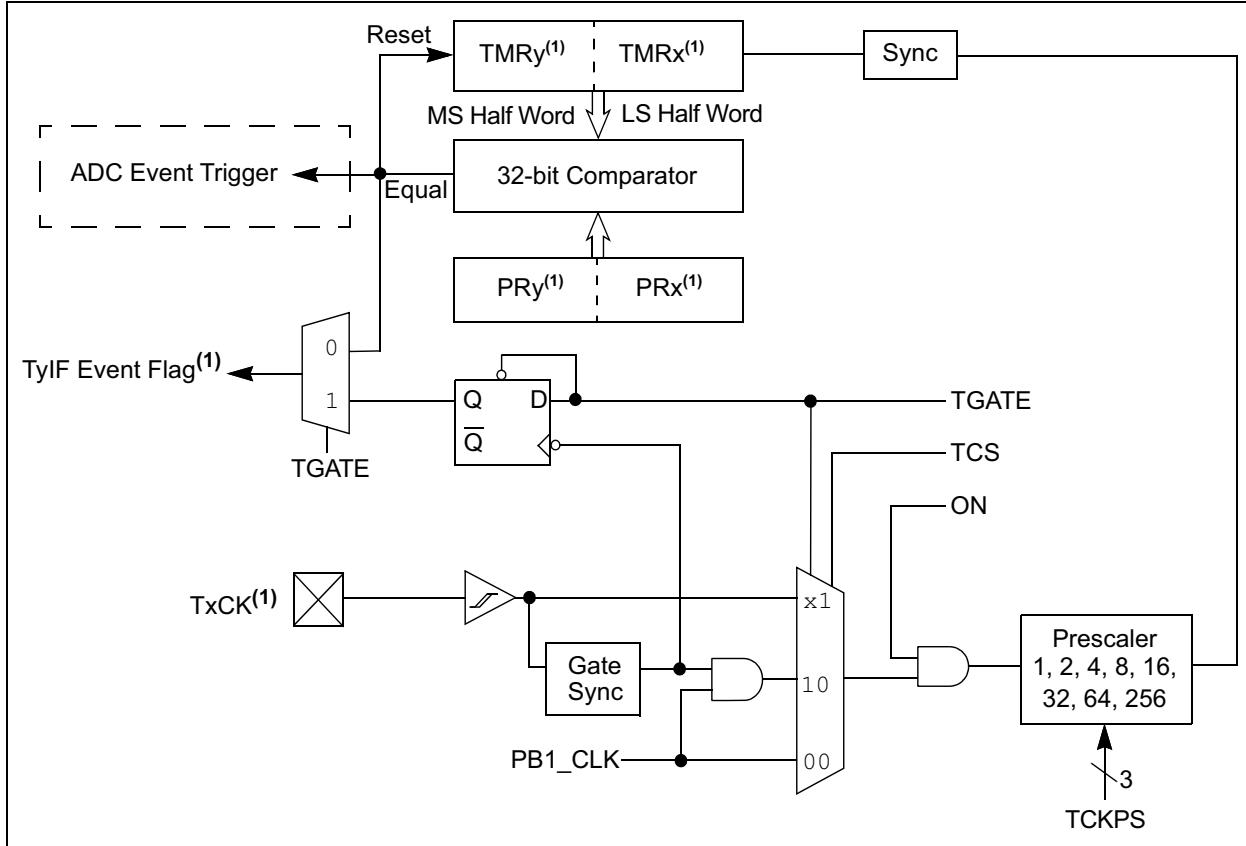 Reset
TMRy(1)
TMRx(1)
Sync
MS Half Word
LS Half Word
ADC Event Trigger
Equal
32-bit Comparator
PRy(1)
PRx(1)
0
TyIF Event Flag(1)
1
Q
D
Q̅
TGATE
TGATE
TCS
ON
TxCK(1)
x1
Gate
Sync
10
Prescaler
1, 2, 4, 8, 16,
32, 64, 256
PB1_CLK
00
3
TCKPS